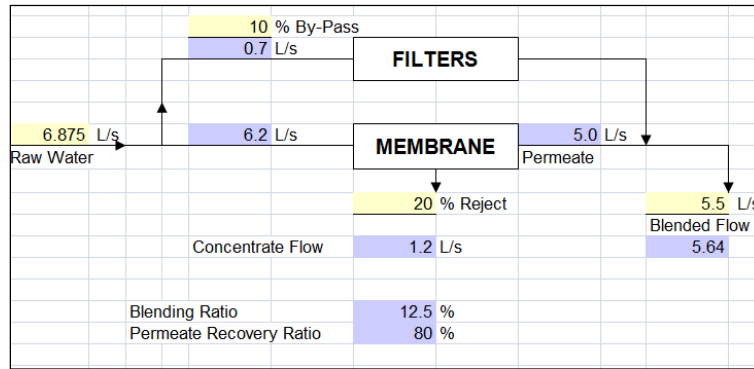 10 % By-Pass
0.7 L/s
FILTERS
6.875 L/s 6.2 L/s MEMBRANE 5.0 L/s
Raw Water Permeate
20 % Reject 5.5 L/s
Blended Flow
Concentrate Flow 1.2 L/s 5.64
Blending Ratio 12.5 %
Permeate Recovery Ratio 80 %